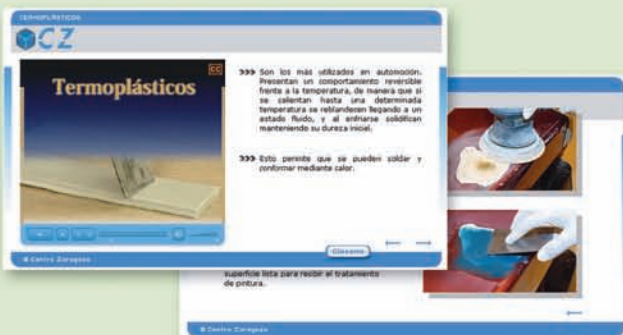 TERMOPLÁSTICOS
CZ
CC
Termoplásticos
>>> Son los más utilizados en automoción.
Presentan un comportamiento reversible
frente a la temperatura, de manera que si
se calientan hasta una determinada
temperatura se reblandecen llegando a un
estado fluido, y al enfriarse solidifican
manteniendo su dureza inicial.
>>> Esto permite que se pueden soldar y
conformar mediante calor.
Glosario
Centro Zaragoza
superficie lista para recibir el tratamiento
de pintura.
Centro Zaragoza